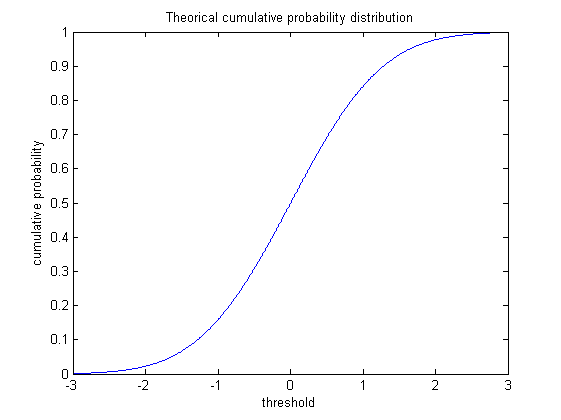 Theorical cumulative probability distribution
1
0.9
0.8
0.7
0.6
0.5
0.4
0.3
0.2
0.1
0
cumulative probability
-3 -2 -1 0 1 2 3
threshold